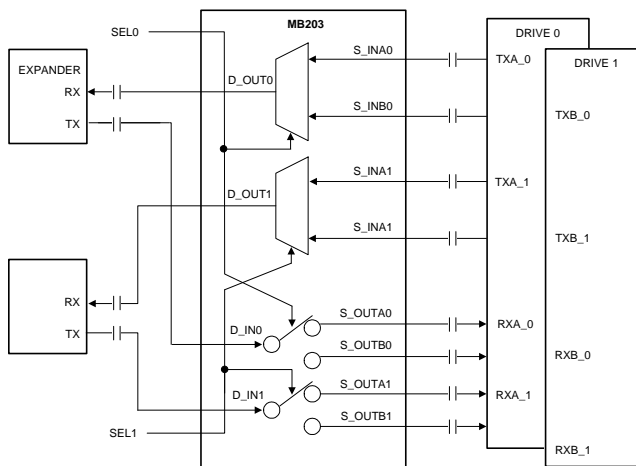 SEL0
MB203
DRIVE 0
DRIVE 1
EXPANDER
RX
TX
D_OUT0
S_INA0
TXA_0
S_INB0
TXB_0
D_OUT1
S_INA1
TXA_1
S_INA1
TXB_1
RX
TX
D_IN0
S_OUTA0
RXA_0
S_OUTB0
RXB_0
D_IN1
S_OUTA1
RXA_1
S_OUTB1
SEL1
RXB_1